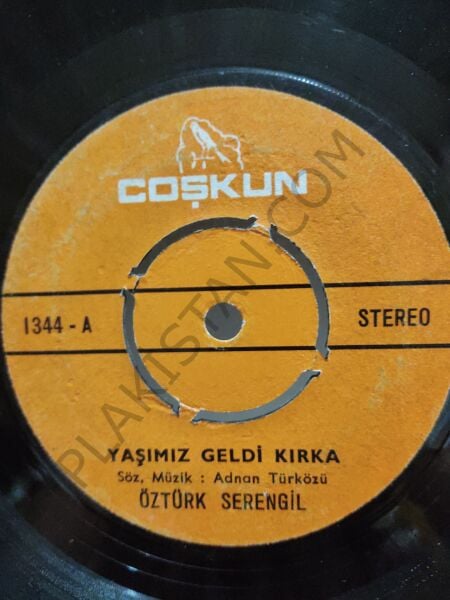 COŞKUN
1344 - A
STEREO
YAŞIMIZ GELDİ KIRKA
Söz, Müzik : Adnan Türközü
ÖZTÜRK SERENGİL
PLAKISTAN.COM